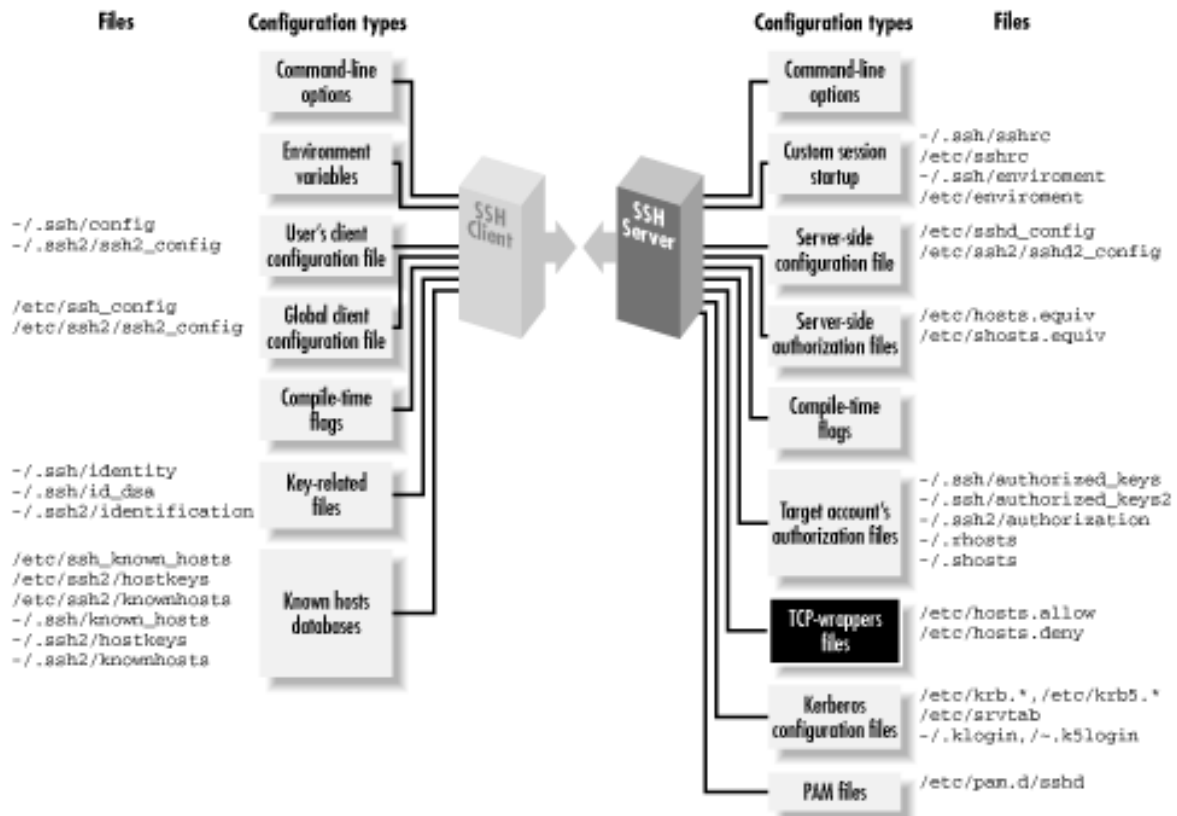 Files
Configuration types
Configuration types
Files
Command-line
options
Environment
variables
-/.ssh/config
-/.ssh2/ssh2_config
User's client
configuration file
/etc/ssh_config
/etc/ssh2/ssh2_config
Global client
configuration file
Compile-time
flags
-/.ssh/identity
-/.ssh/id_dsa
-/.ssh2/identification
Key-related
files
/etc/ssh_known_hosts
/etc/ssh2/hostkeys
/etc/ssh2/knownhosts
-/.ssh/known_hosts
-/.ssh2/hostkeys
-/.ssh2/knownhosts
Known hosts
databases
SSH
Client
SSH
Server
Command-line
options
Custom session
startup
-/.ssh/sshrc
/etc/sshrc
-/.ssh/enviroment
/etc/enviroment
Server-side
configuration file
/etc/sshd_config
/etc/ssh2/sshd2_config
Server-side
authorization files
/etc/hosts.equiv
/etc/shosts.equiv
Compile-time
flags
Target account's
authorization files
-/.ssh/authorized_keys
-/.ssh/authorized_keys2
-/.ssh2/authorization
-/.rhosts
-/.shosts
TCP-wrappers
files
/etc/hosts.allow
/etc/hosts.deny
Kerberos
configuration files
/etc/krb.*,/etc/krb5.*
/etc/srvtab
-/.klogin,/~.k5login
PAM files
/etc/pam.d/sshd